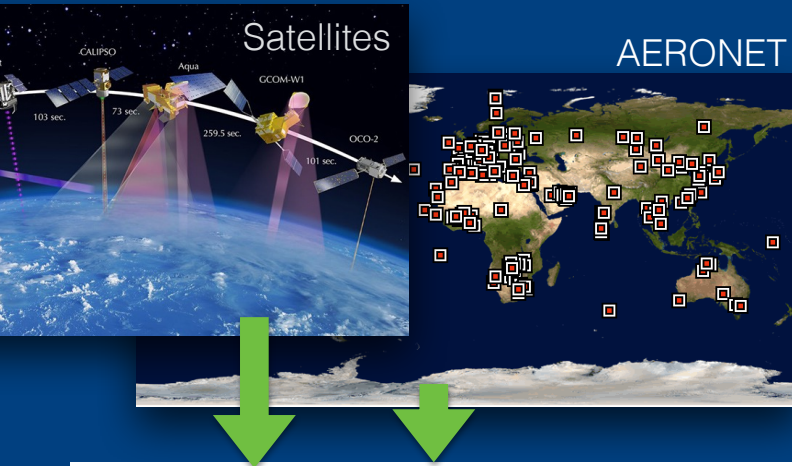 Satellites
AERONET
CALIPSO
Aqua
GCOM-W1
OCO-2
103 sec.
73 sec.
259.5 sec.
101 sec.